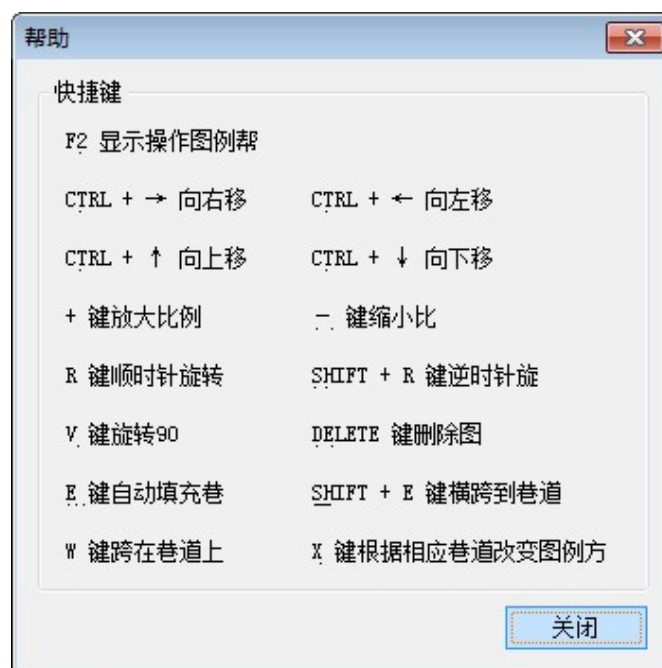 帮助
快捷键
F2 显示操作图例帮
CTRL + → 向右移
CTRL + ← 向左移
CTRL + ↑ 向上移
CTRL + ↓ 向下移
+ 键放大比例
- 键缩小比
R 键顺时针旋转
SHIFT + R 键逆时针旋
V 键旋转90
DELETE 键删除图
E 键自动填充巷
SHIFT + E 键横跨到巷道
W 键跨在巷道上
X 键根据相应巷道改变图例方
关闭